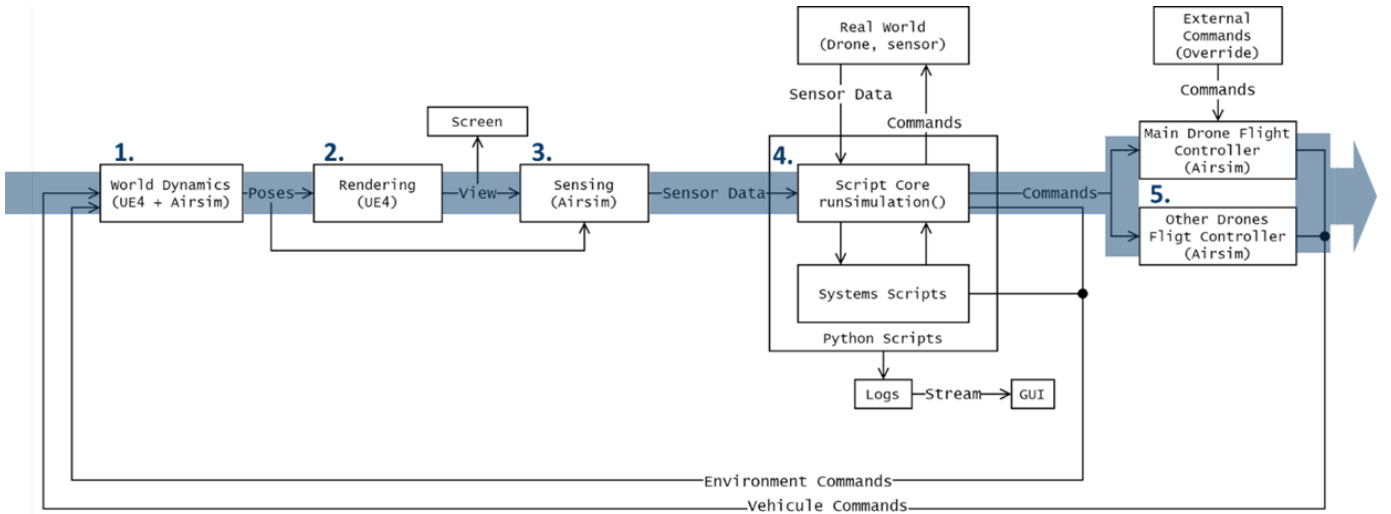 Real World
(Drone, sensor)
External
Commands
(Override)
Sensor Data
Commands
Commands
Screen
1.
World Dynamics
(UE4 + Airsim)
Poses
2.
Rendering
(UE4)
View
3.
Sensing
(Airsim)
Sensor Data
4.
Script Core
runSimulation()
Commands
Main Drone Flight
Controller
(Airsim)
5.
Other Drones
Fligt Controller
(Airsim)
Systems Scripts
Python Scripts
Logs
Stream
GUI
Environment Commands
Vehicule Commands